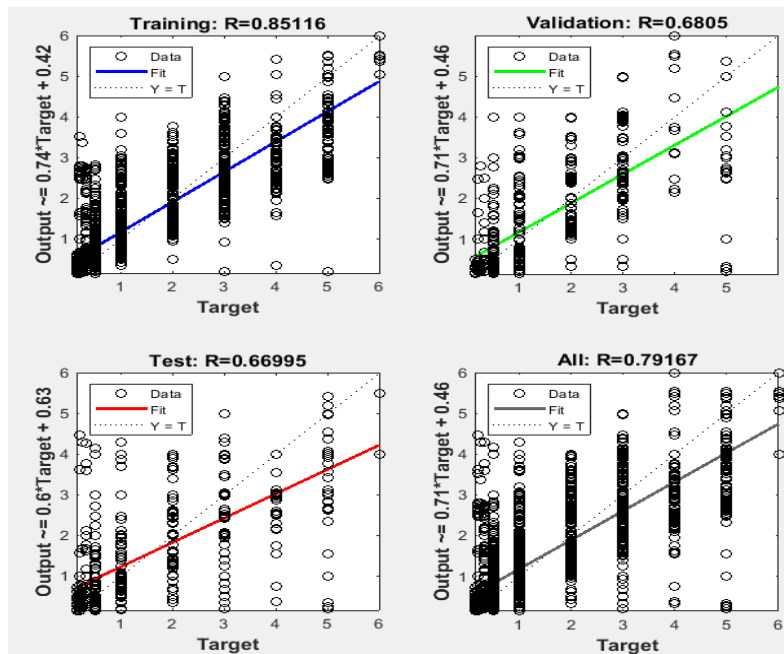 Training: R=0.85116
Output ~= 0.74*Target + 0.42
6
5
4
3
2
1
Data
Fit
Y = T
1 2 3 4 5 6
Target
Validation: R=0.6805
Output ~= 0.71*Target + 0.46
6
5
4
3
2
1
Data
Fit
Y = T
1 2 3 4 5 6
Target
Test: R=0.66995
Output ~= 0.6*Target + 0.63
6
5
4
3
2
1
Data
Fit
Y = T
1 2 3 4 5 6
Target
All: R=0.79167
Output ~= 0.71*Target + 0.46
6
5
4
3
2
1
Data
Fit
Y = T
1 2 3 4 5 6
Target